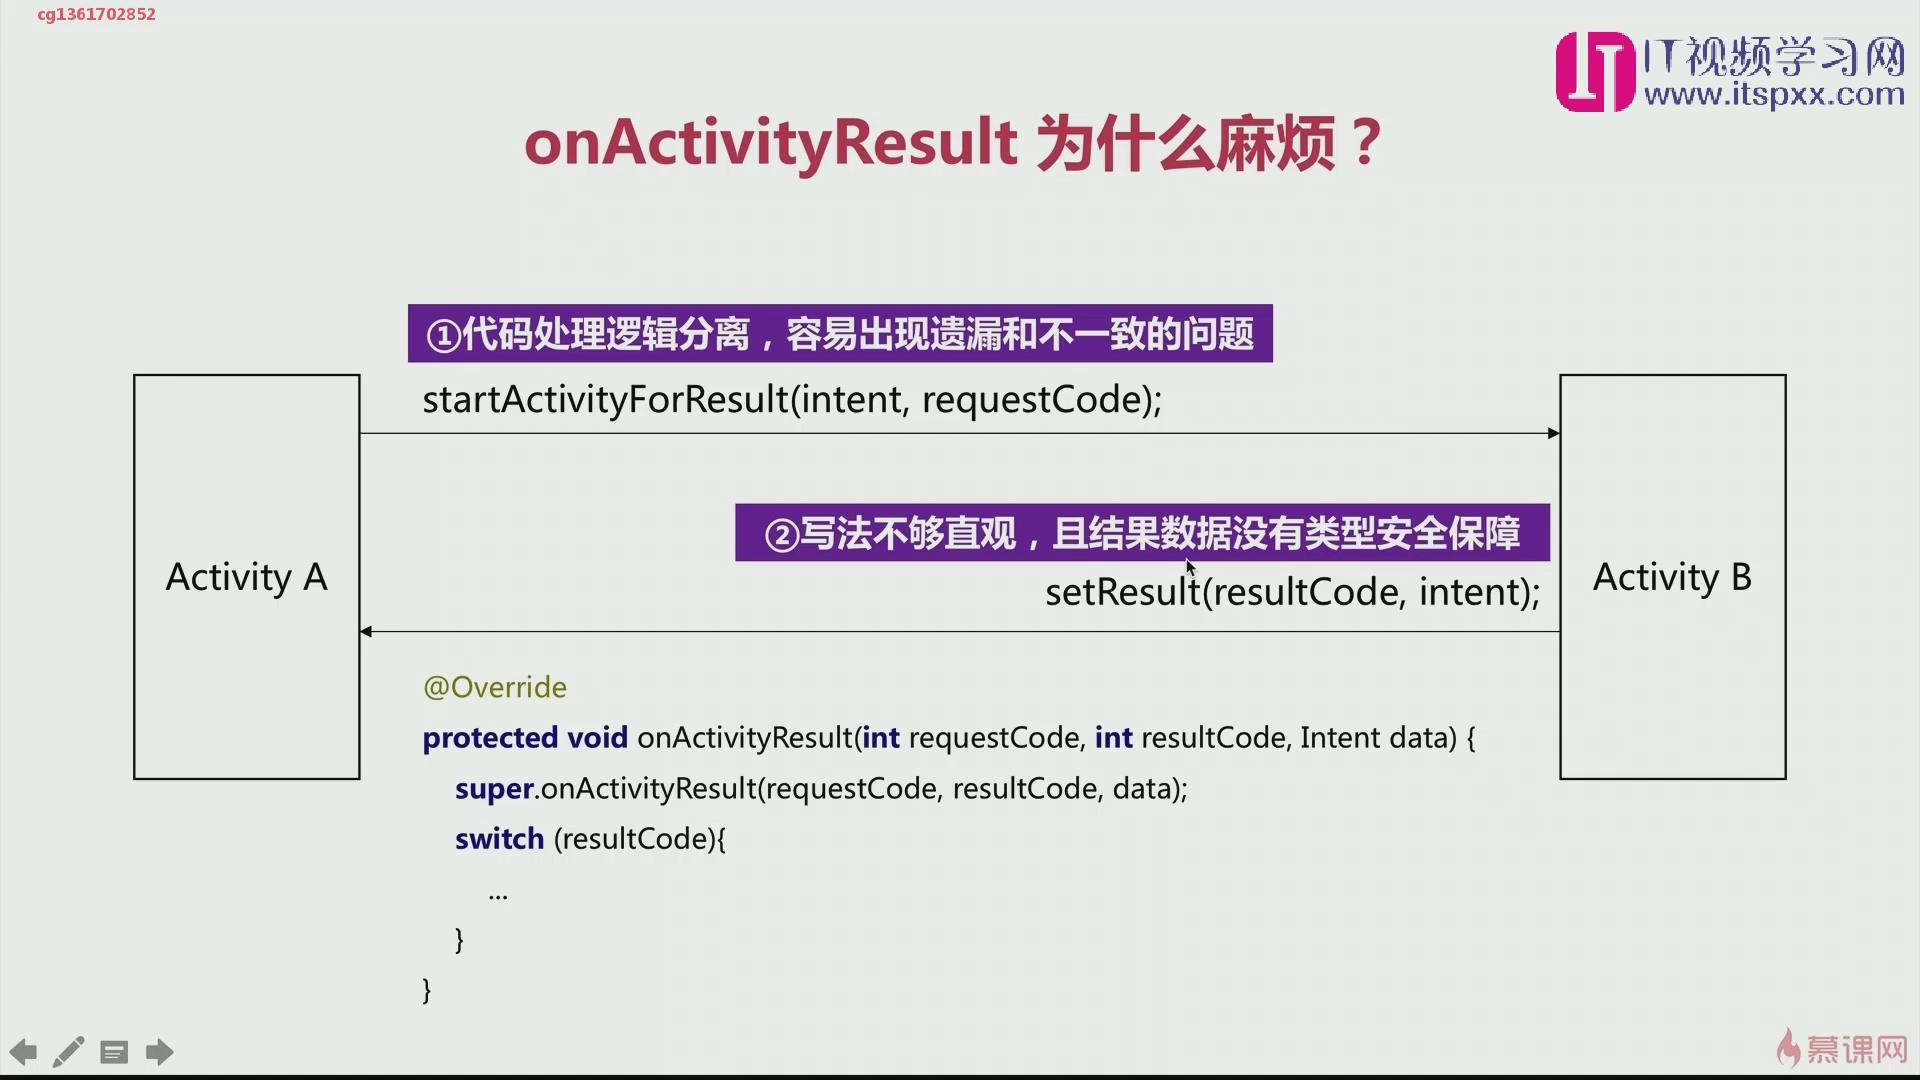 cg1361702852
IT视频学习网
www.itspxx.com
onActivityResult 为什么麻烦？
①代码处理逻辑分离，容易出现遗漏和不一致的问题
startActivityForResult(intent, requestCode);
②写法不够直观，且结果数据没有类型安全保障
setResult(resultCode, intent);
Activity A
Activity B
@Override
protected void onActivityResult(int requestCode, int resultCode, Intent data) {
super.onActivityResult(requestCode, resultCode, data);
switch (resultCode){
...
}
}
慕课网